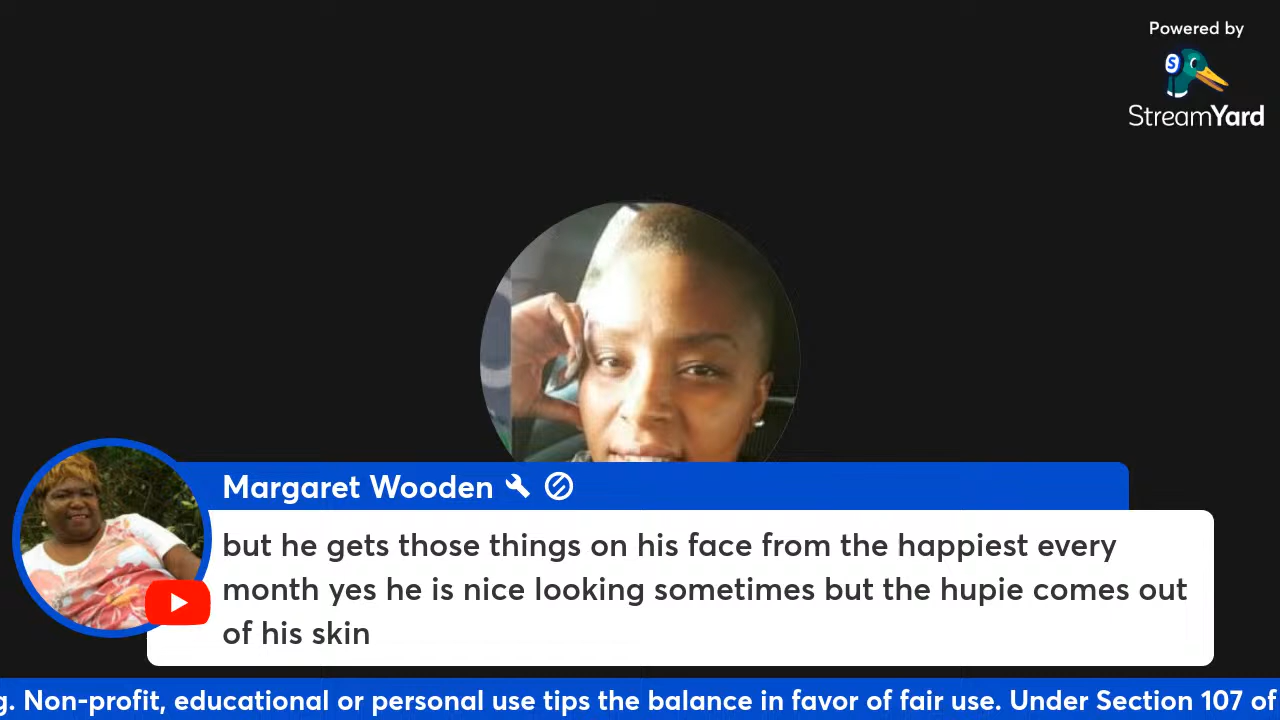 Powered by
StreamYard
Margaret Wooden
but he gets those things on his face from the happiest every
month yes he is nice looking sometimes but the hupie comes out
of his skin
g. Non-profit, educational or personal use tips the balance in favor of fair use. Under Section 107 of